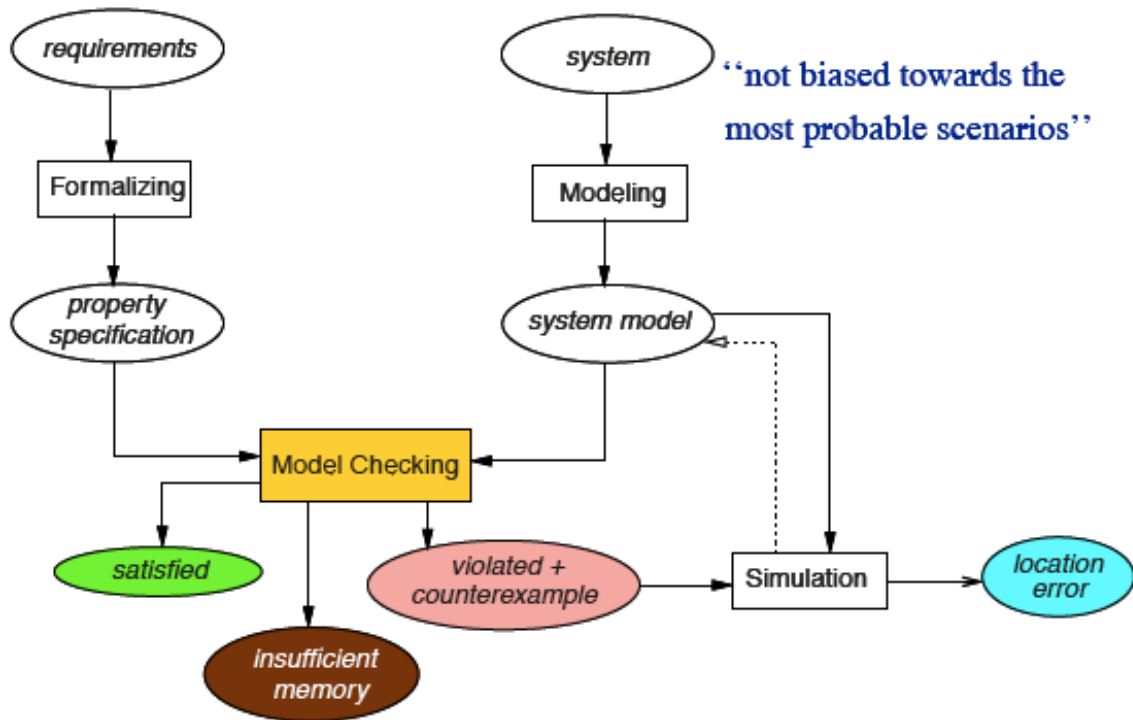 requirements
system
‘‘not biased towards the
most probable scenarios’’
Formalizing
Modeling
property
specification
system model
Model Checking
satisfied
violated +
counterexample
Simulation
location
error
insufficient
memory